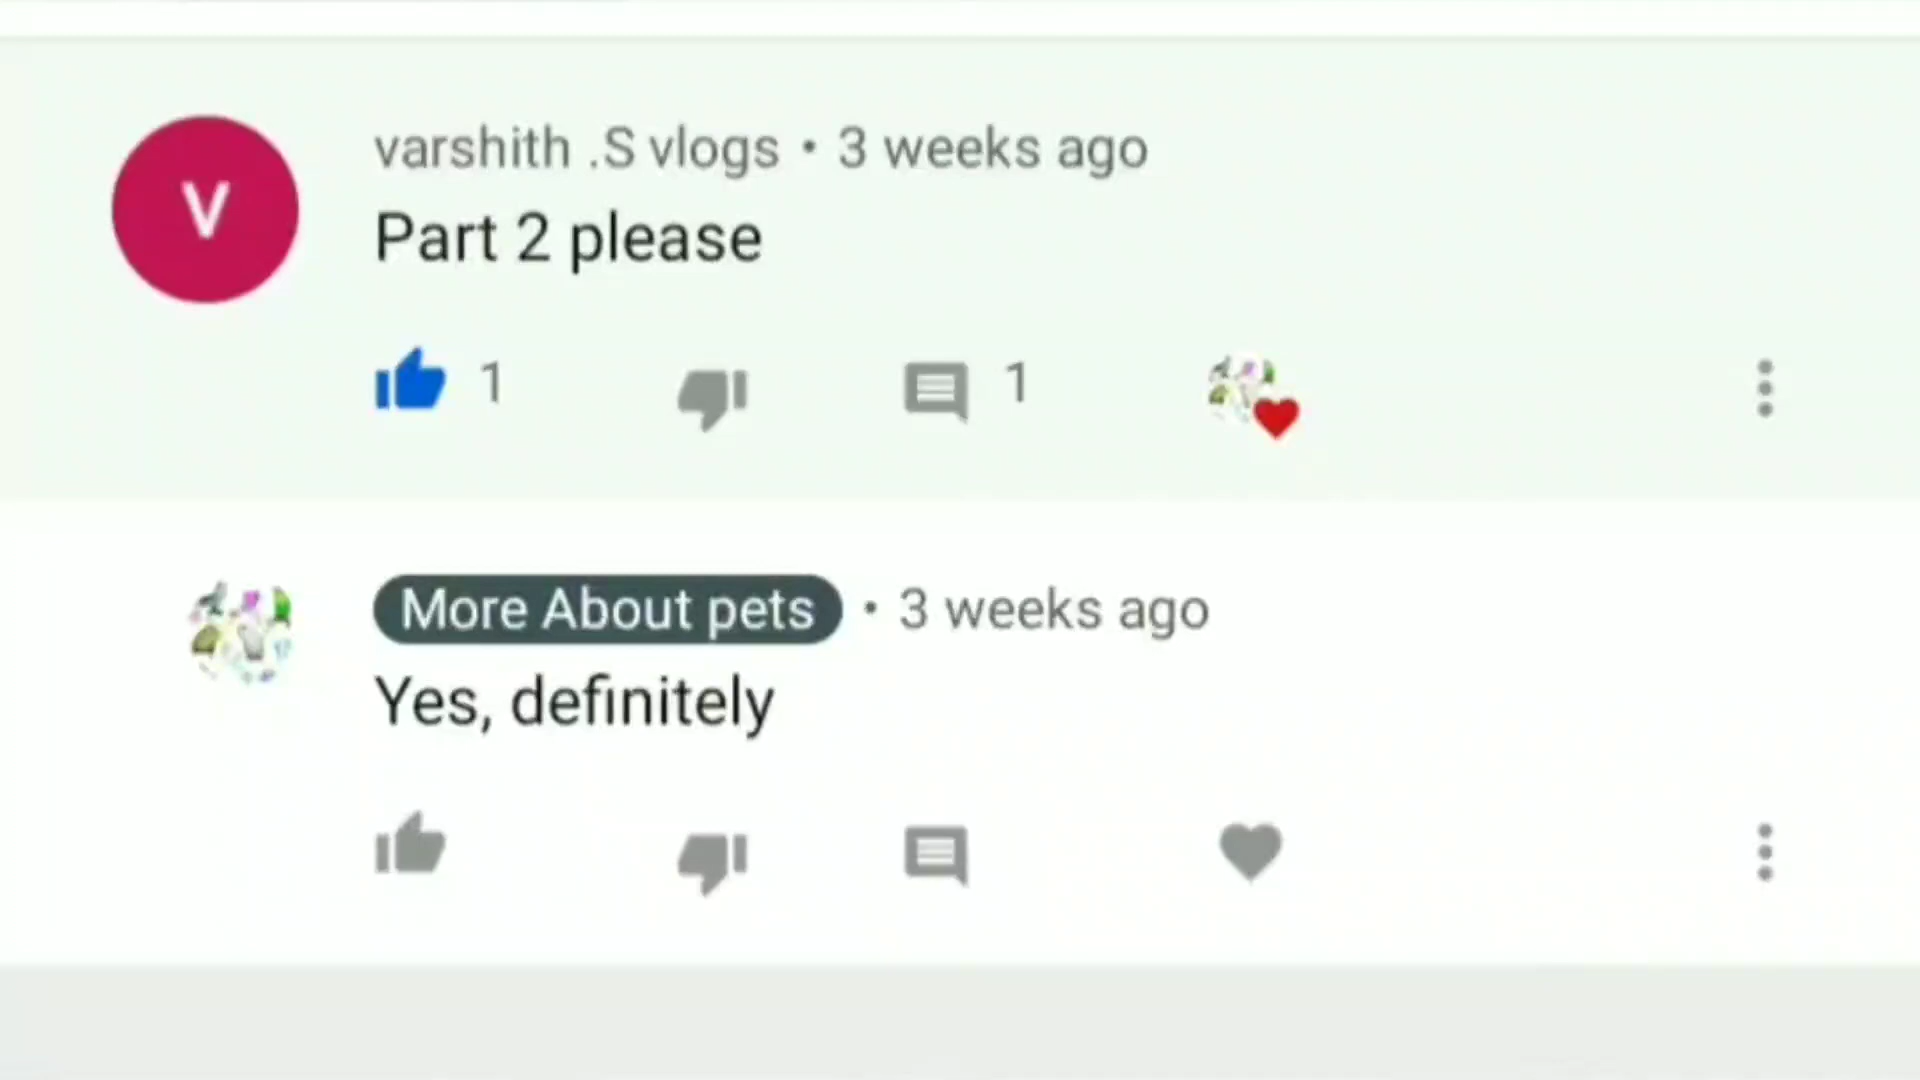 V
varshith .S vlogs • 3 weeks ago
Part 2 please
1 1
More About pets • 3 weeks ago
Yes, definitely